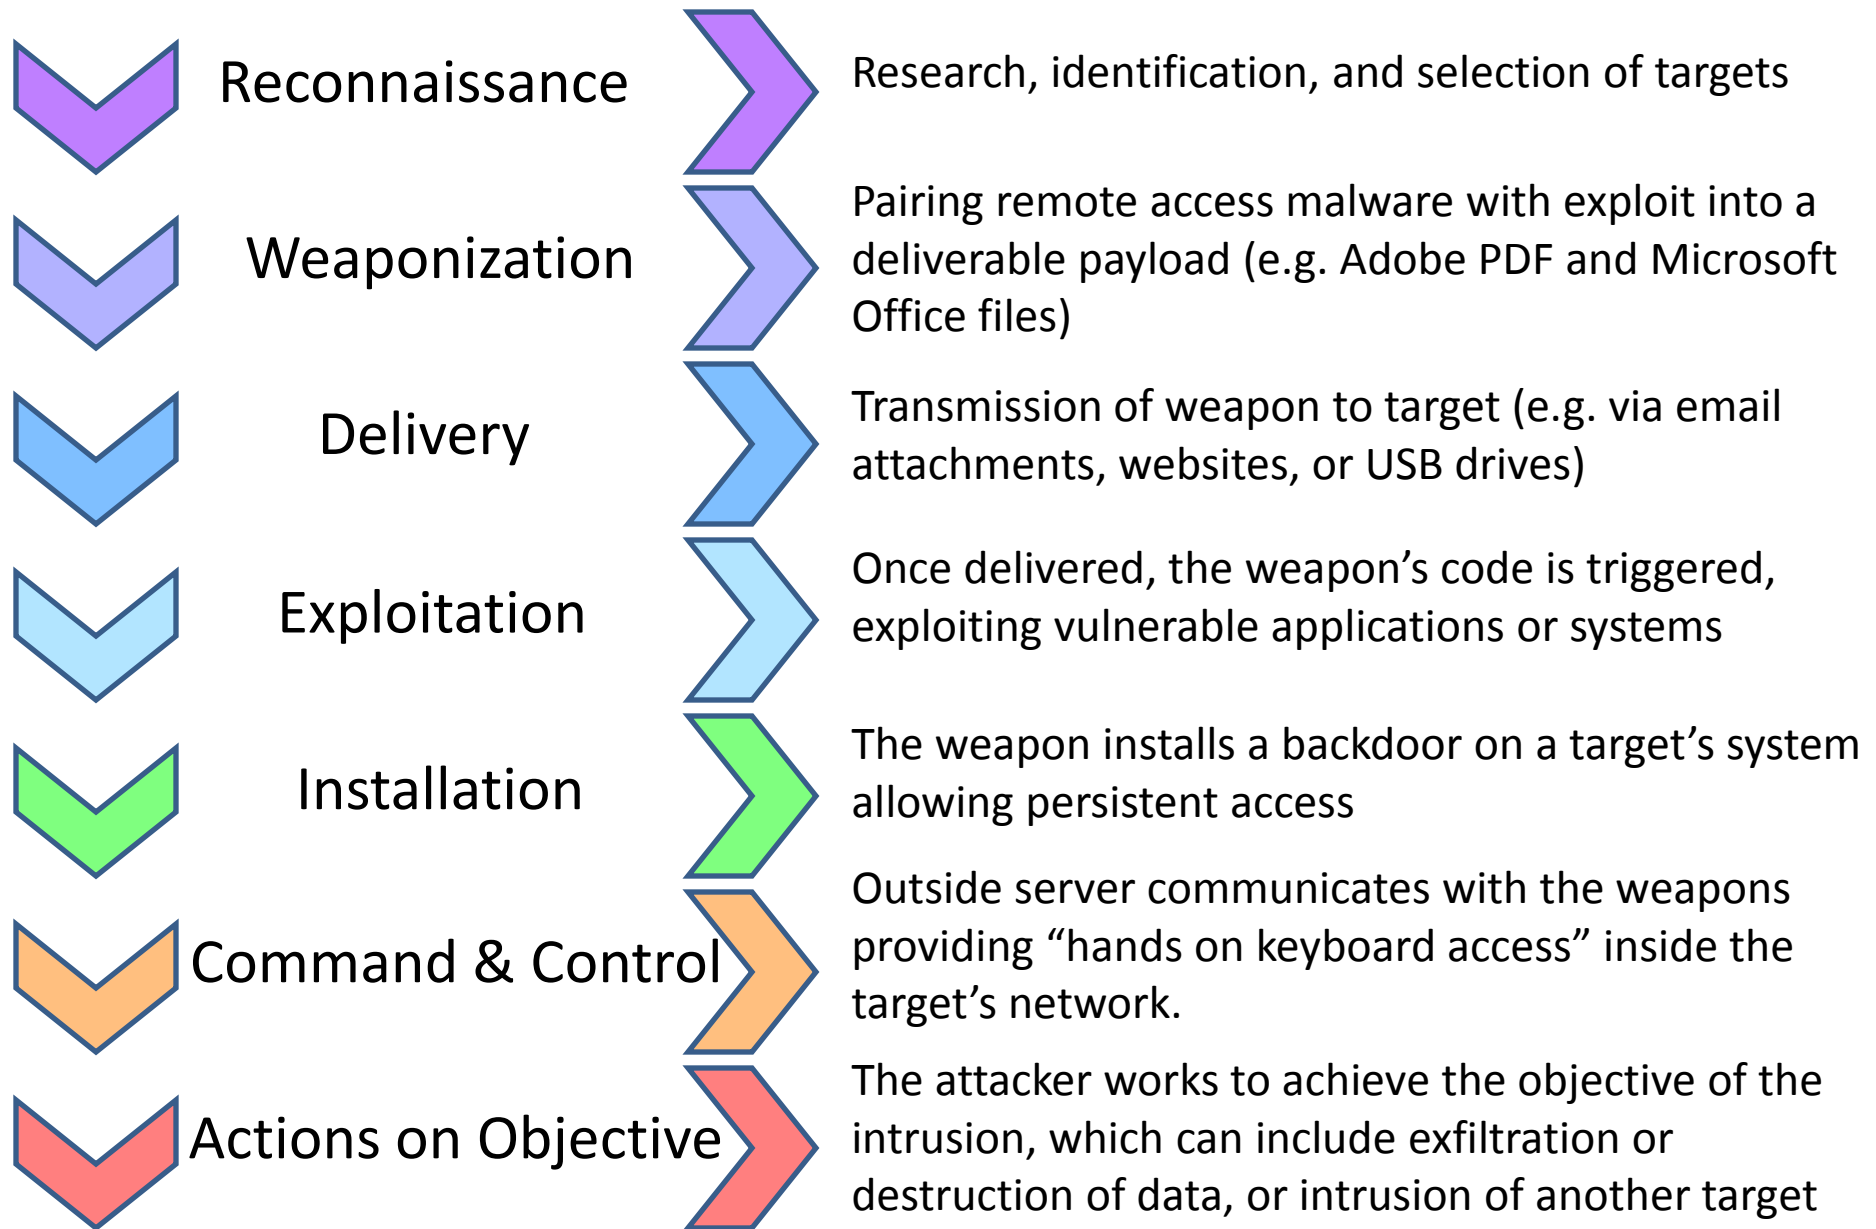 Reconnaissance
Research, identification, and selection of targets
Weaponization
Pairing remote access malware with exploit into a
deliverable payload (e.g. Adobe PDF and Microsoft
Office files)
Delivery
Transmission of weapon to target (e.g. via email
attachments, websites, or USB drives)
Exploitation
Once delivered, the weapon’s code is triggered,
exploiting vulnerable applications or systems
Installation
The weapon installs a backdoor on a target’s system
allowing persistent access
Command & Control
Outside server communicates with the weapons
providing “hands on keyboard access” inside the
target’s network.
Actions on Objective
The attacker works to achieve the objective of the
intrusion, which can include exfiltration or
destruction of data, or intrusion of another target